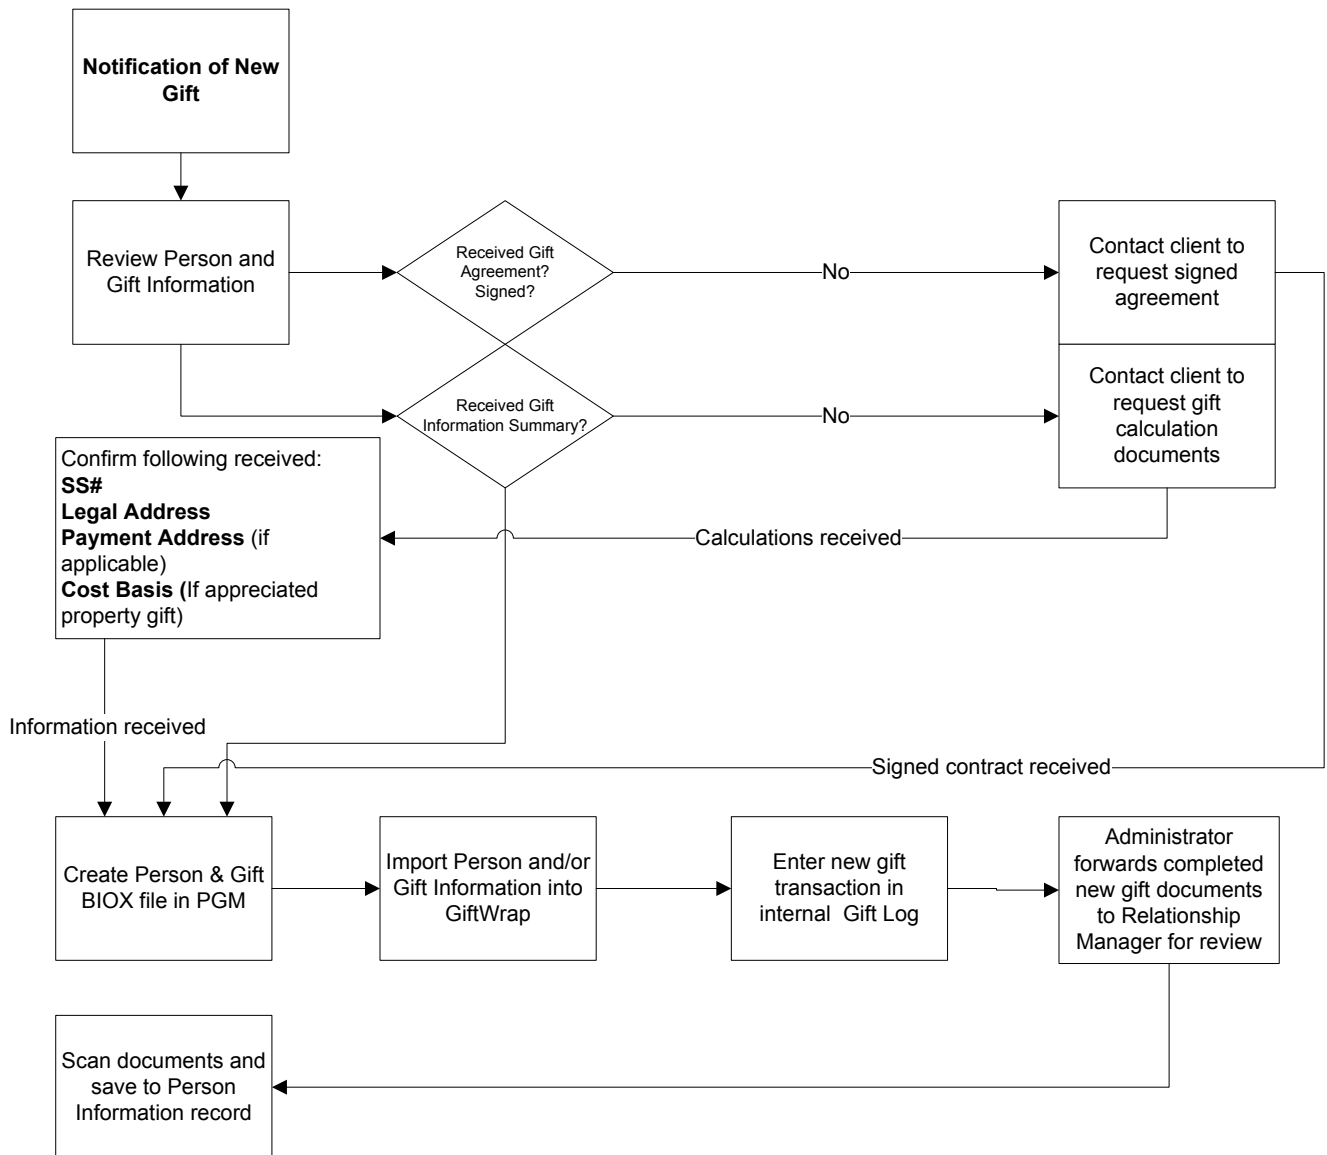 Notification of New
Gift
Review Person and
Gift Information
Received Gift
Agreement?
Signed?
No
Contact client to
request signed
agreement
Received Gift
Information Summary?
No
Contact client to
request gift
calculation
documents
Confirm following received:
SS#
Legal Address
Payment Address (if
applicable)
Cost Basis (If appreciated
property gift)
Calculations received
Information received
Signed contract received
Create Person & Gift
BIOX file in PGM
Import Person and/or
Gift Information into
GiftWrap
Enter new gift
transaction in
internal  Gift Log
Administrator
forwards completed
new gift documents
to Relationship
Manager for review
Scan documents and
save to Person
Information record